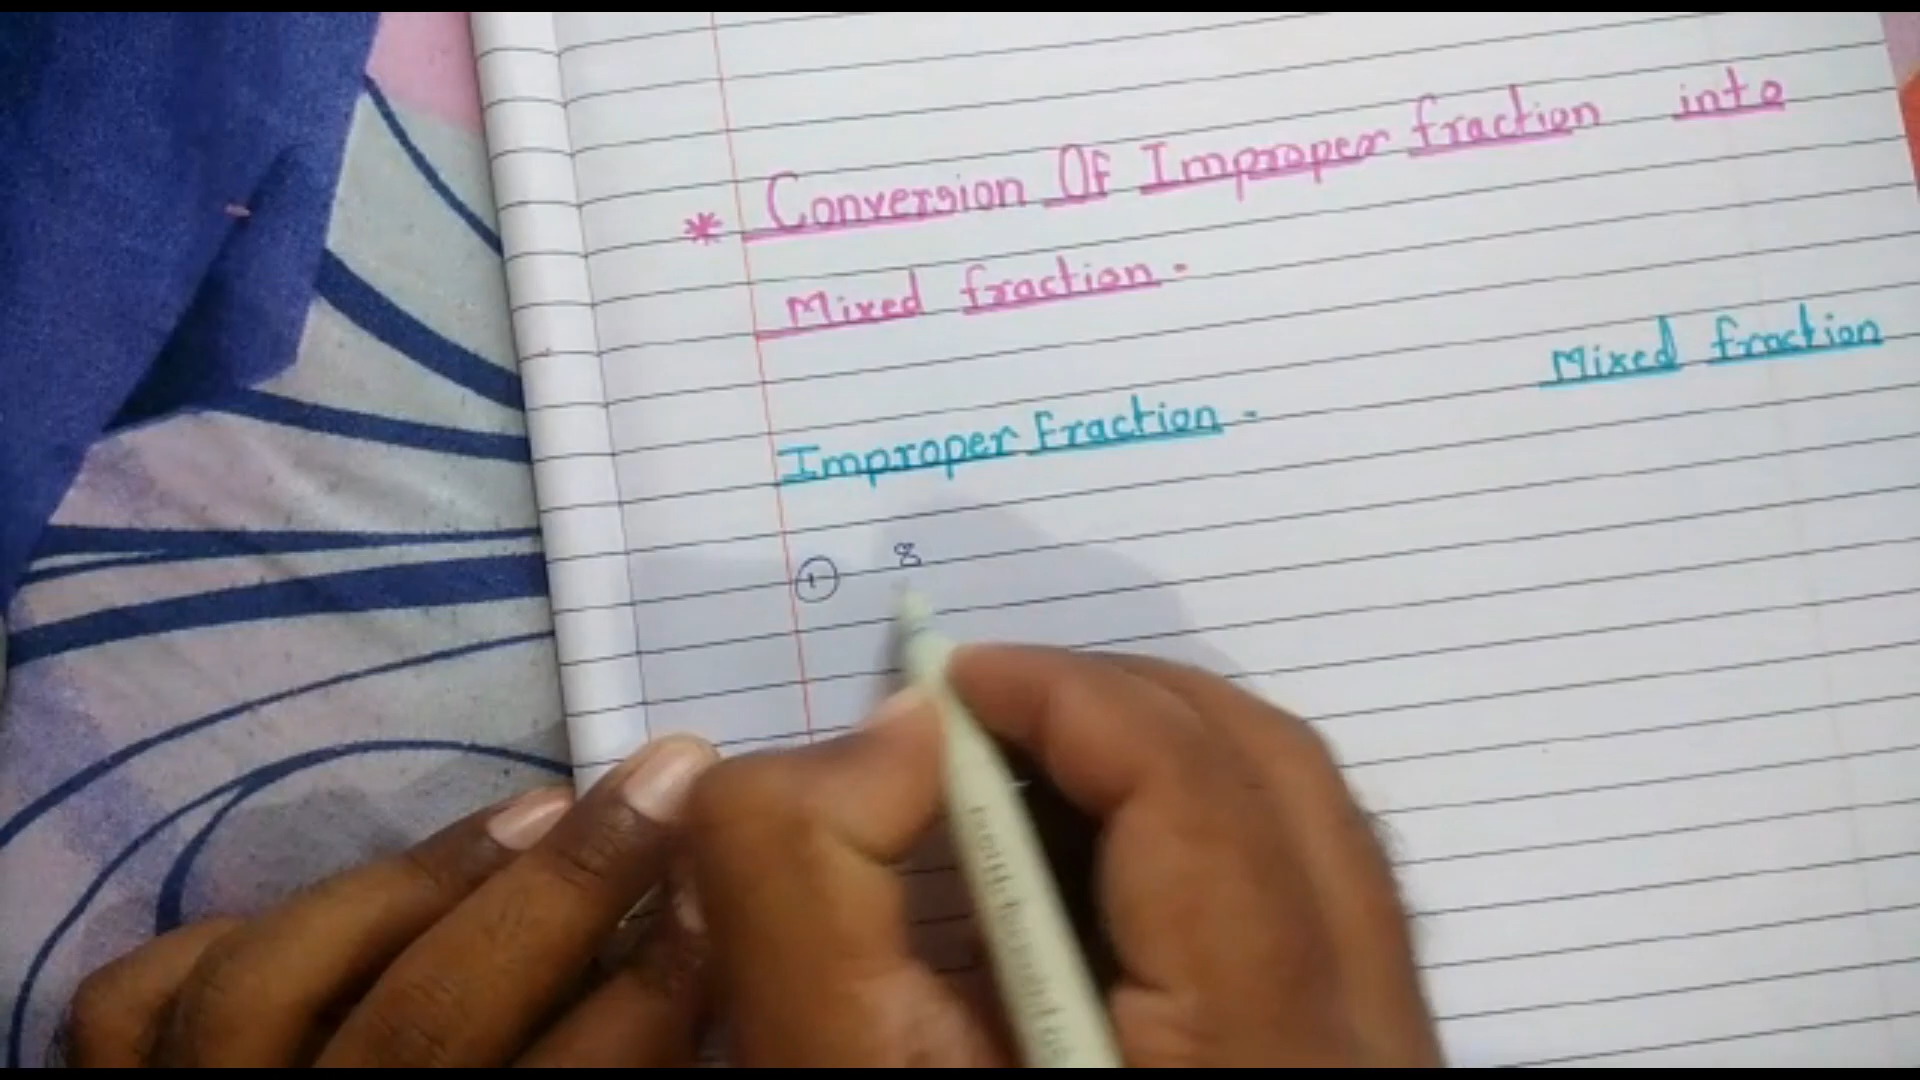 * Conversion Of Improper fraction into
Mixed fraction.
Mixed fraction
Improper fraction.
① 8